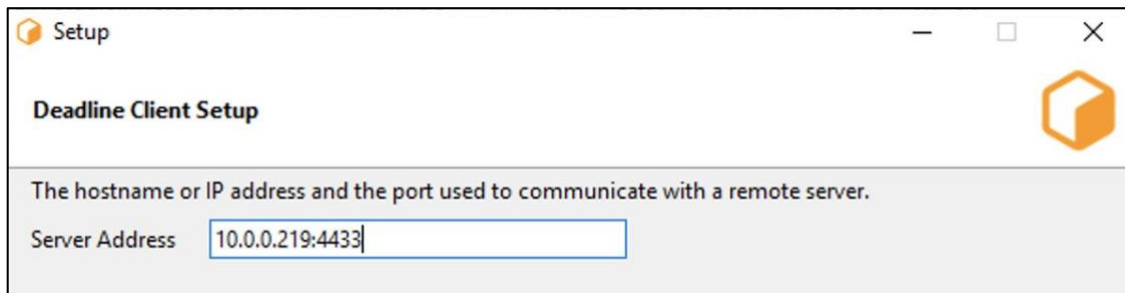 Setup
Deadline Client Setup
The hostname or IP address and the port used to communicate with a remote server.
Server Address 10.0.0.219:4433